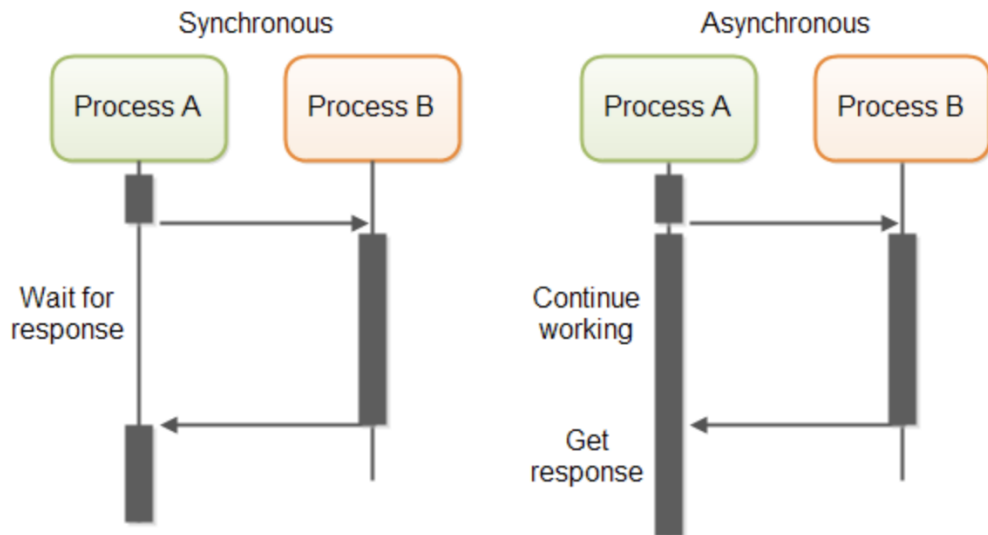 Synchronous
Asynchronous
Process A
Process B
Process A
Process B
Wait for
response
Continue
working
Get
response